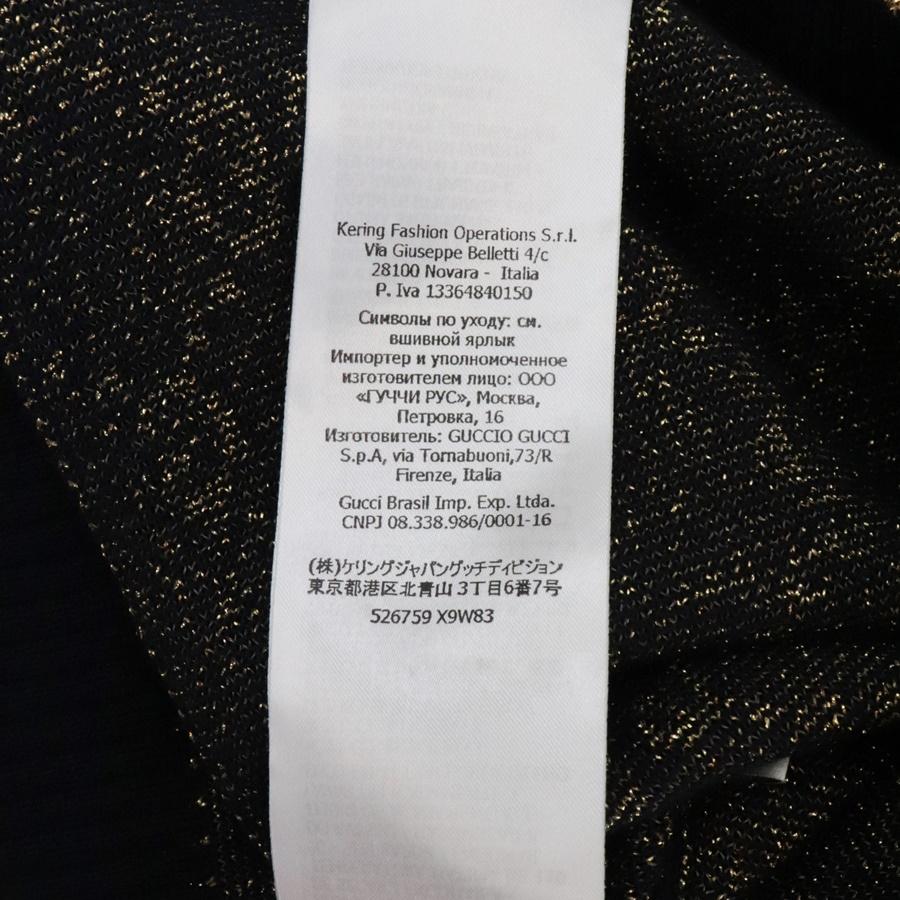 Kering Fashion Operations S.r.l.
Via Giuseppe Belletti 4/c
28100 Novara - Italia
P. Iva 13364840150
Символы по уходу: см.
вшивной ярлык
Импортер и уполномоченное
изготовителем лицо: ООО
«ГУЧЧИ РУС», Москва,
Петровка, 16
Изготовитель: GUCCIO GUCCI
S.p.A, via Tornabuoni,73/R
Firenze, Italia
Gucci Brasil Imp. Exp. Ltda.
CNPJ 08.338.986/0001-16
(株)ケリングジャパングッチディビジョン
東京都港区北青山3丁目6番7号
526759 X9W83